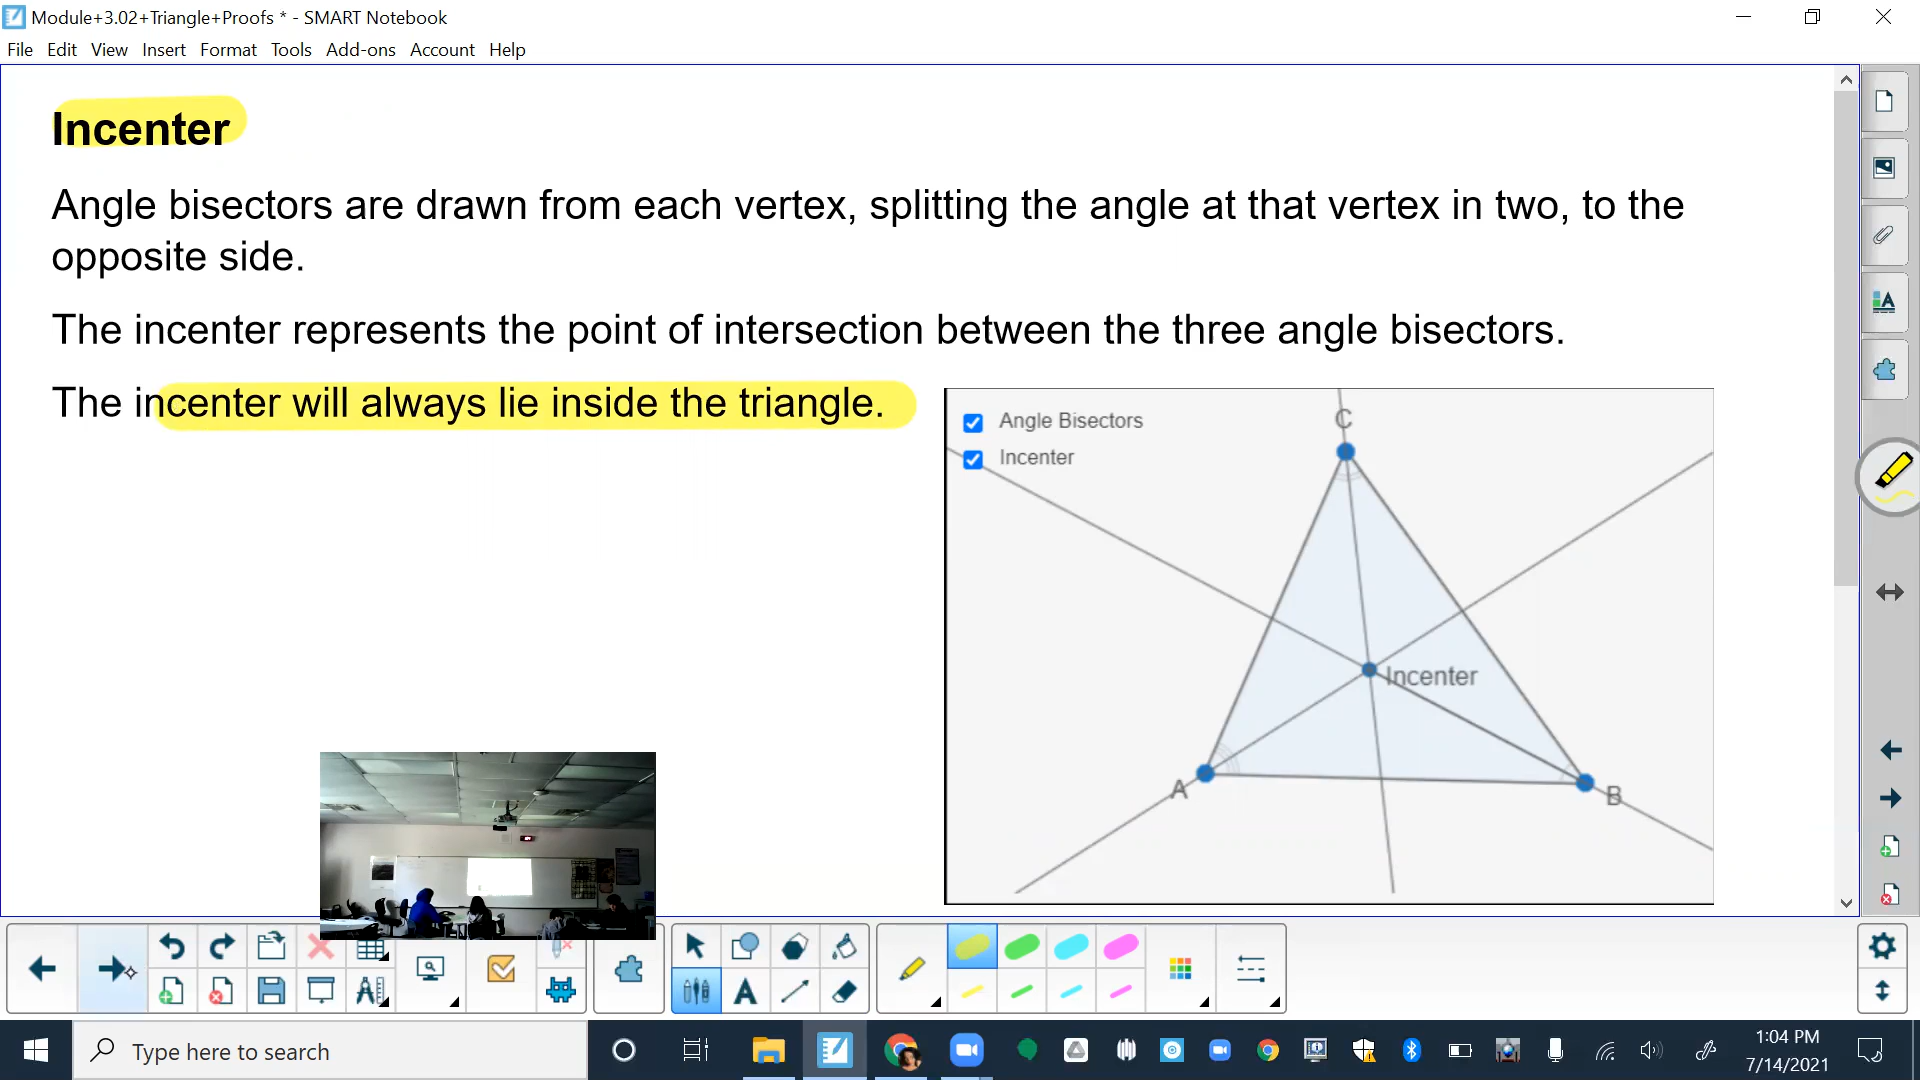 Module+3.02+Triangle+Proofs * - SMART Notebook
File Edit View Insert Format Tools Add-ons Account Help
Incenter
Angle bisectors are drawn from each vertex, splitting the angle at that vertex in two, to the
opposite side.
The incenter represents the point of intersection between the three angle bisectors.
The incenter will always lie inside the triangle.
Angle Bisectors
Incenter
C
Incenter
A
B
Type here to search
1:04 PM
7/14/2021